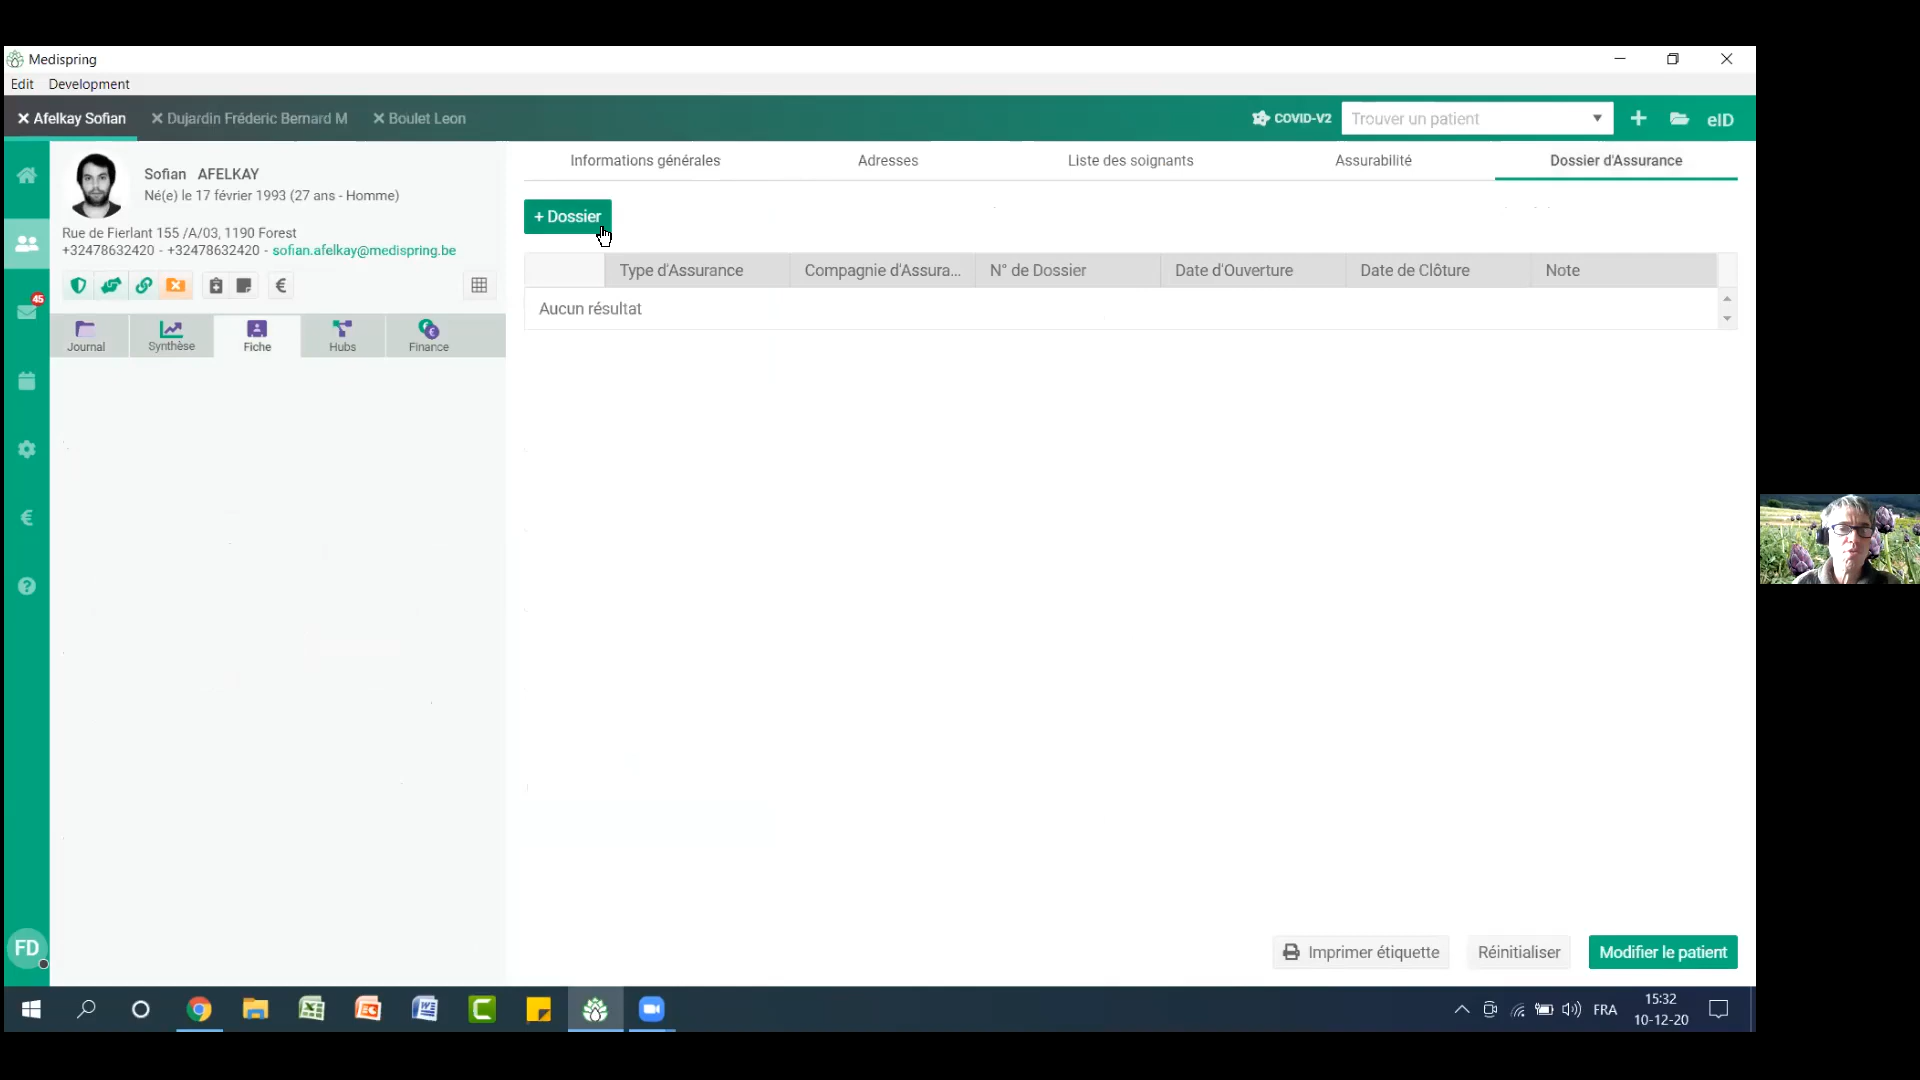 Medispring
Edit Development
Afelkay Sofian Dujardin Fréderic Bernard M Boulet Leon COVID-V2 Trouver un patient eID
Informations générales Adresses Liste des soignants Assurabilité Dossier d'Assurance
Sofian AFELKAY
Né(e) le 17 février 1993 (27 ans - Homme)
+ Dossier
Rue de Fierlant 155 /A/03, 1190 Forest
+32478632420 - +32478632420 - sofian.afelkay@medispring.be
Type d'Assurance Compagnie d'Assura... N° de Dossier Date d'Ouverture Date de Clôture Note
€
45
Aucun résultat
Journal Synthèse Fiche Hubs Finance
€
?
FD
Imprimer étiquette Réinitialiser Modifier le patient
FRA
15:32
10-12-20